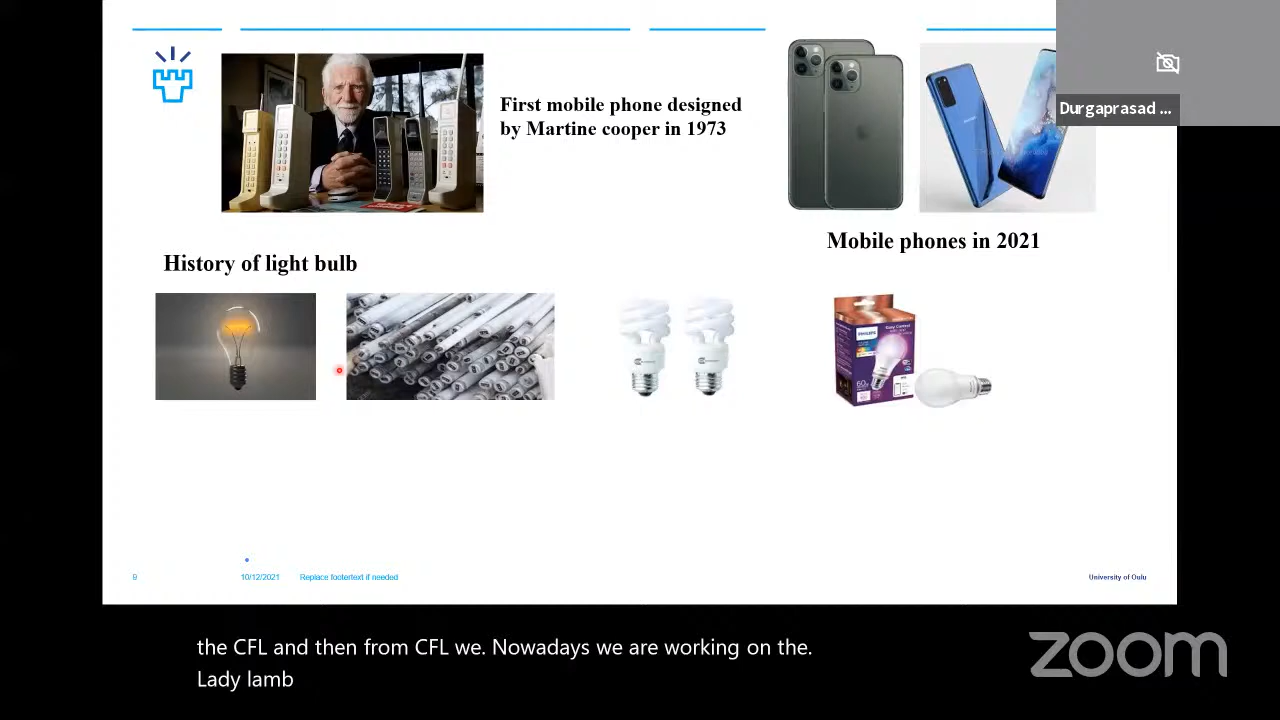 First mobile phone designed
by Martine cooper in 1973
Durgaprasad ...
Mobile phones in 2021
History of light bulb
PHILIPS
9
10/12/2021
Replace footertext if needed
University of Oulu
the CFL and then from CFL we. Nowadays we are working on the.
Lady lamb
zoom